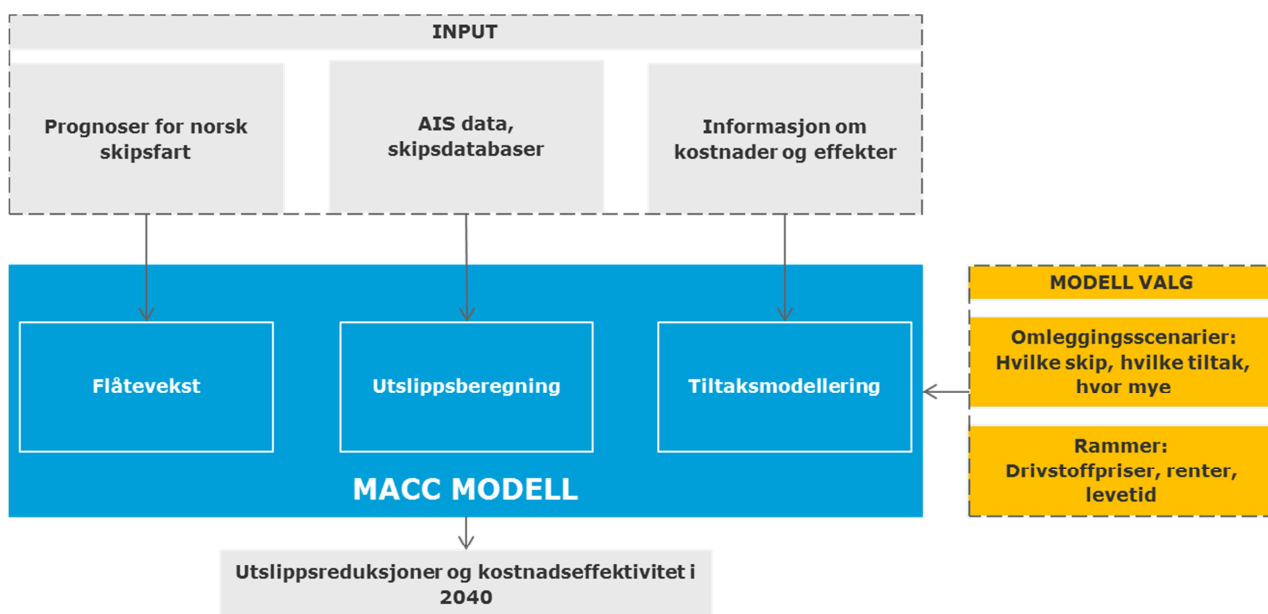 INPUT
Prognoser for norsk
skipsfart
AIS data,
skipsdatabaser
Informasjon om
kostnader og effekter
Flåtevekst
Utslippsberegning
Tiltaksmodellering
MACC MODELL
MODELL VALG
Omleggingsscenarier:
Hvilke skip, hvilke tiltak,
hvor mye
Rammer:
Drivstoffpriser, renter,
levetid
Utslippsreduksjoner og kostnadseffektivitet i
2040